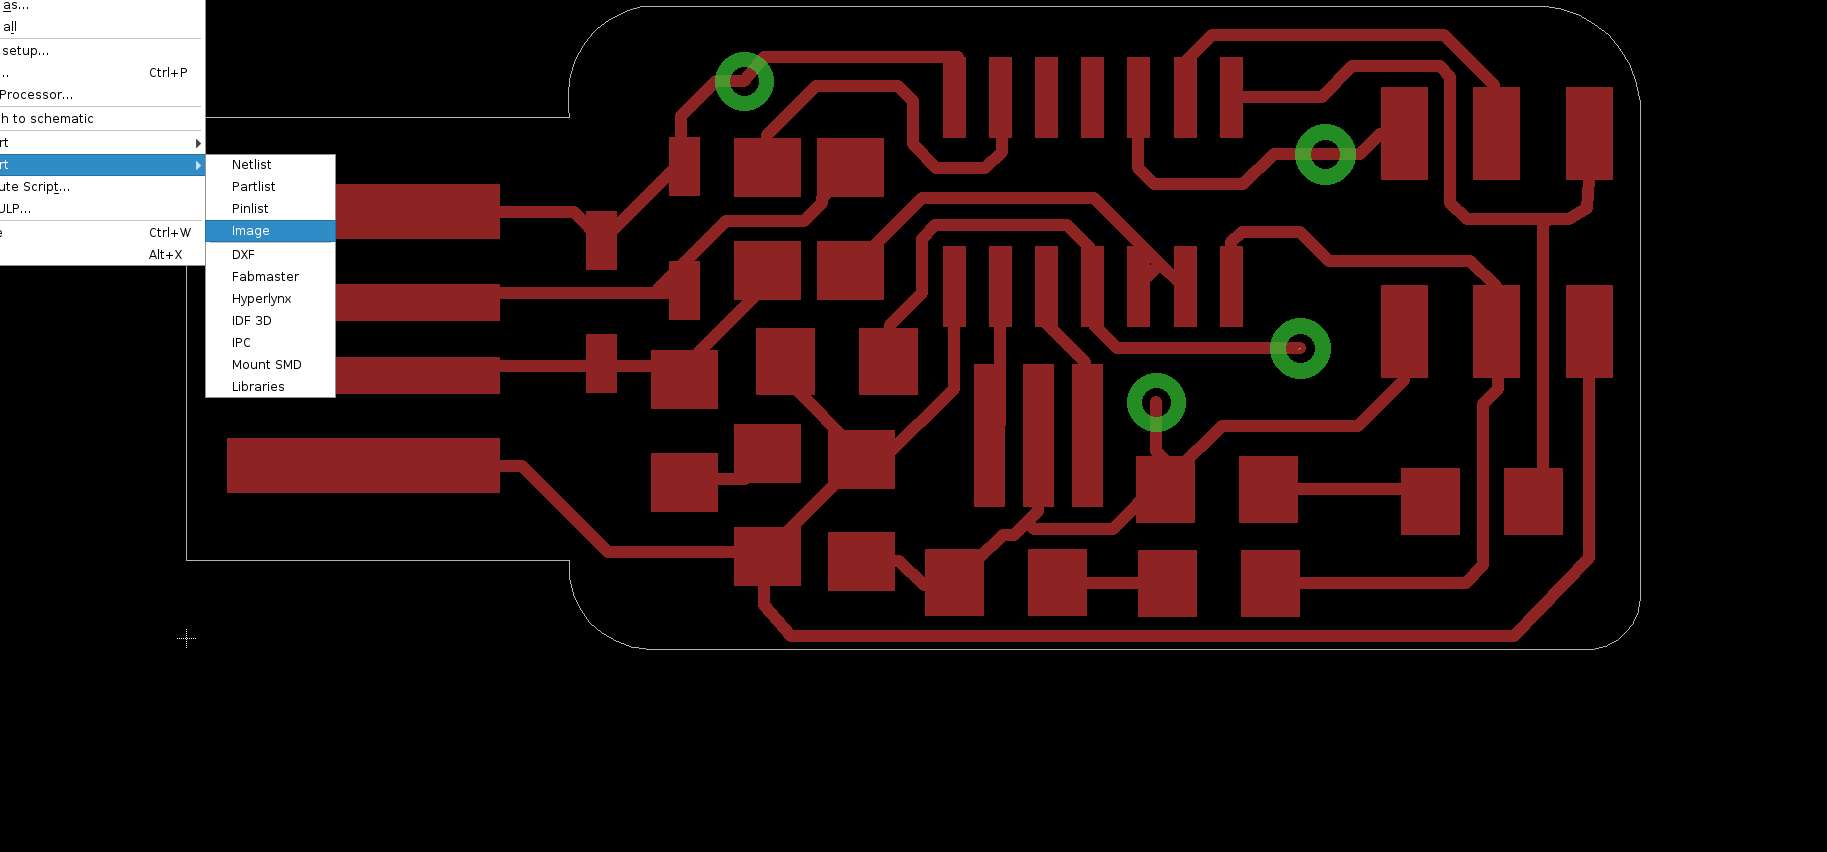 as...
all
setup...
... Ctrl+P
Processor...
h to schematic
rt
rt
ute Script...
ULP...
e Ctrl+W
Alt+X
Netlist
Partlist
Pinlist
Image
DXF
Fabmaster
Hyperlynx
IDF 3D
IPC
Mount SMD
Libraries